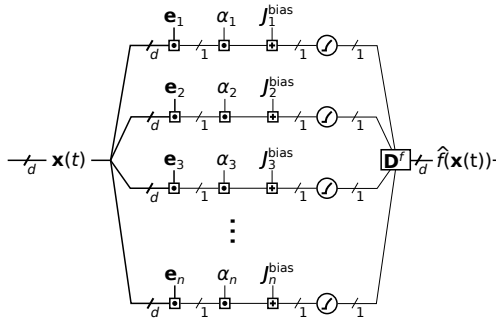 e₁ α₁ J₁ᵇⁱᵃˢ
d 1 1 1
e₂ α₂ J₂ᵇⁱᵃˢ
d 1 1 1
d x(t) Dᶠ d f̂(x(t))
e₃ α₃ J₃ᵇⁱᵃˢ
d 1 1 1
⋮
eₙ αₙ Jₙᵇⁱᵃˢ
d 1 1 1